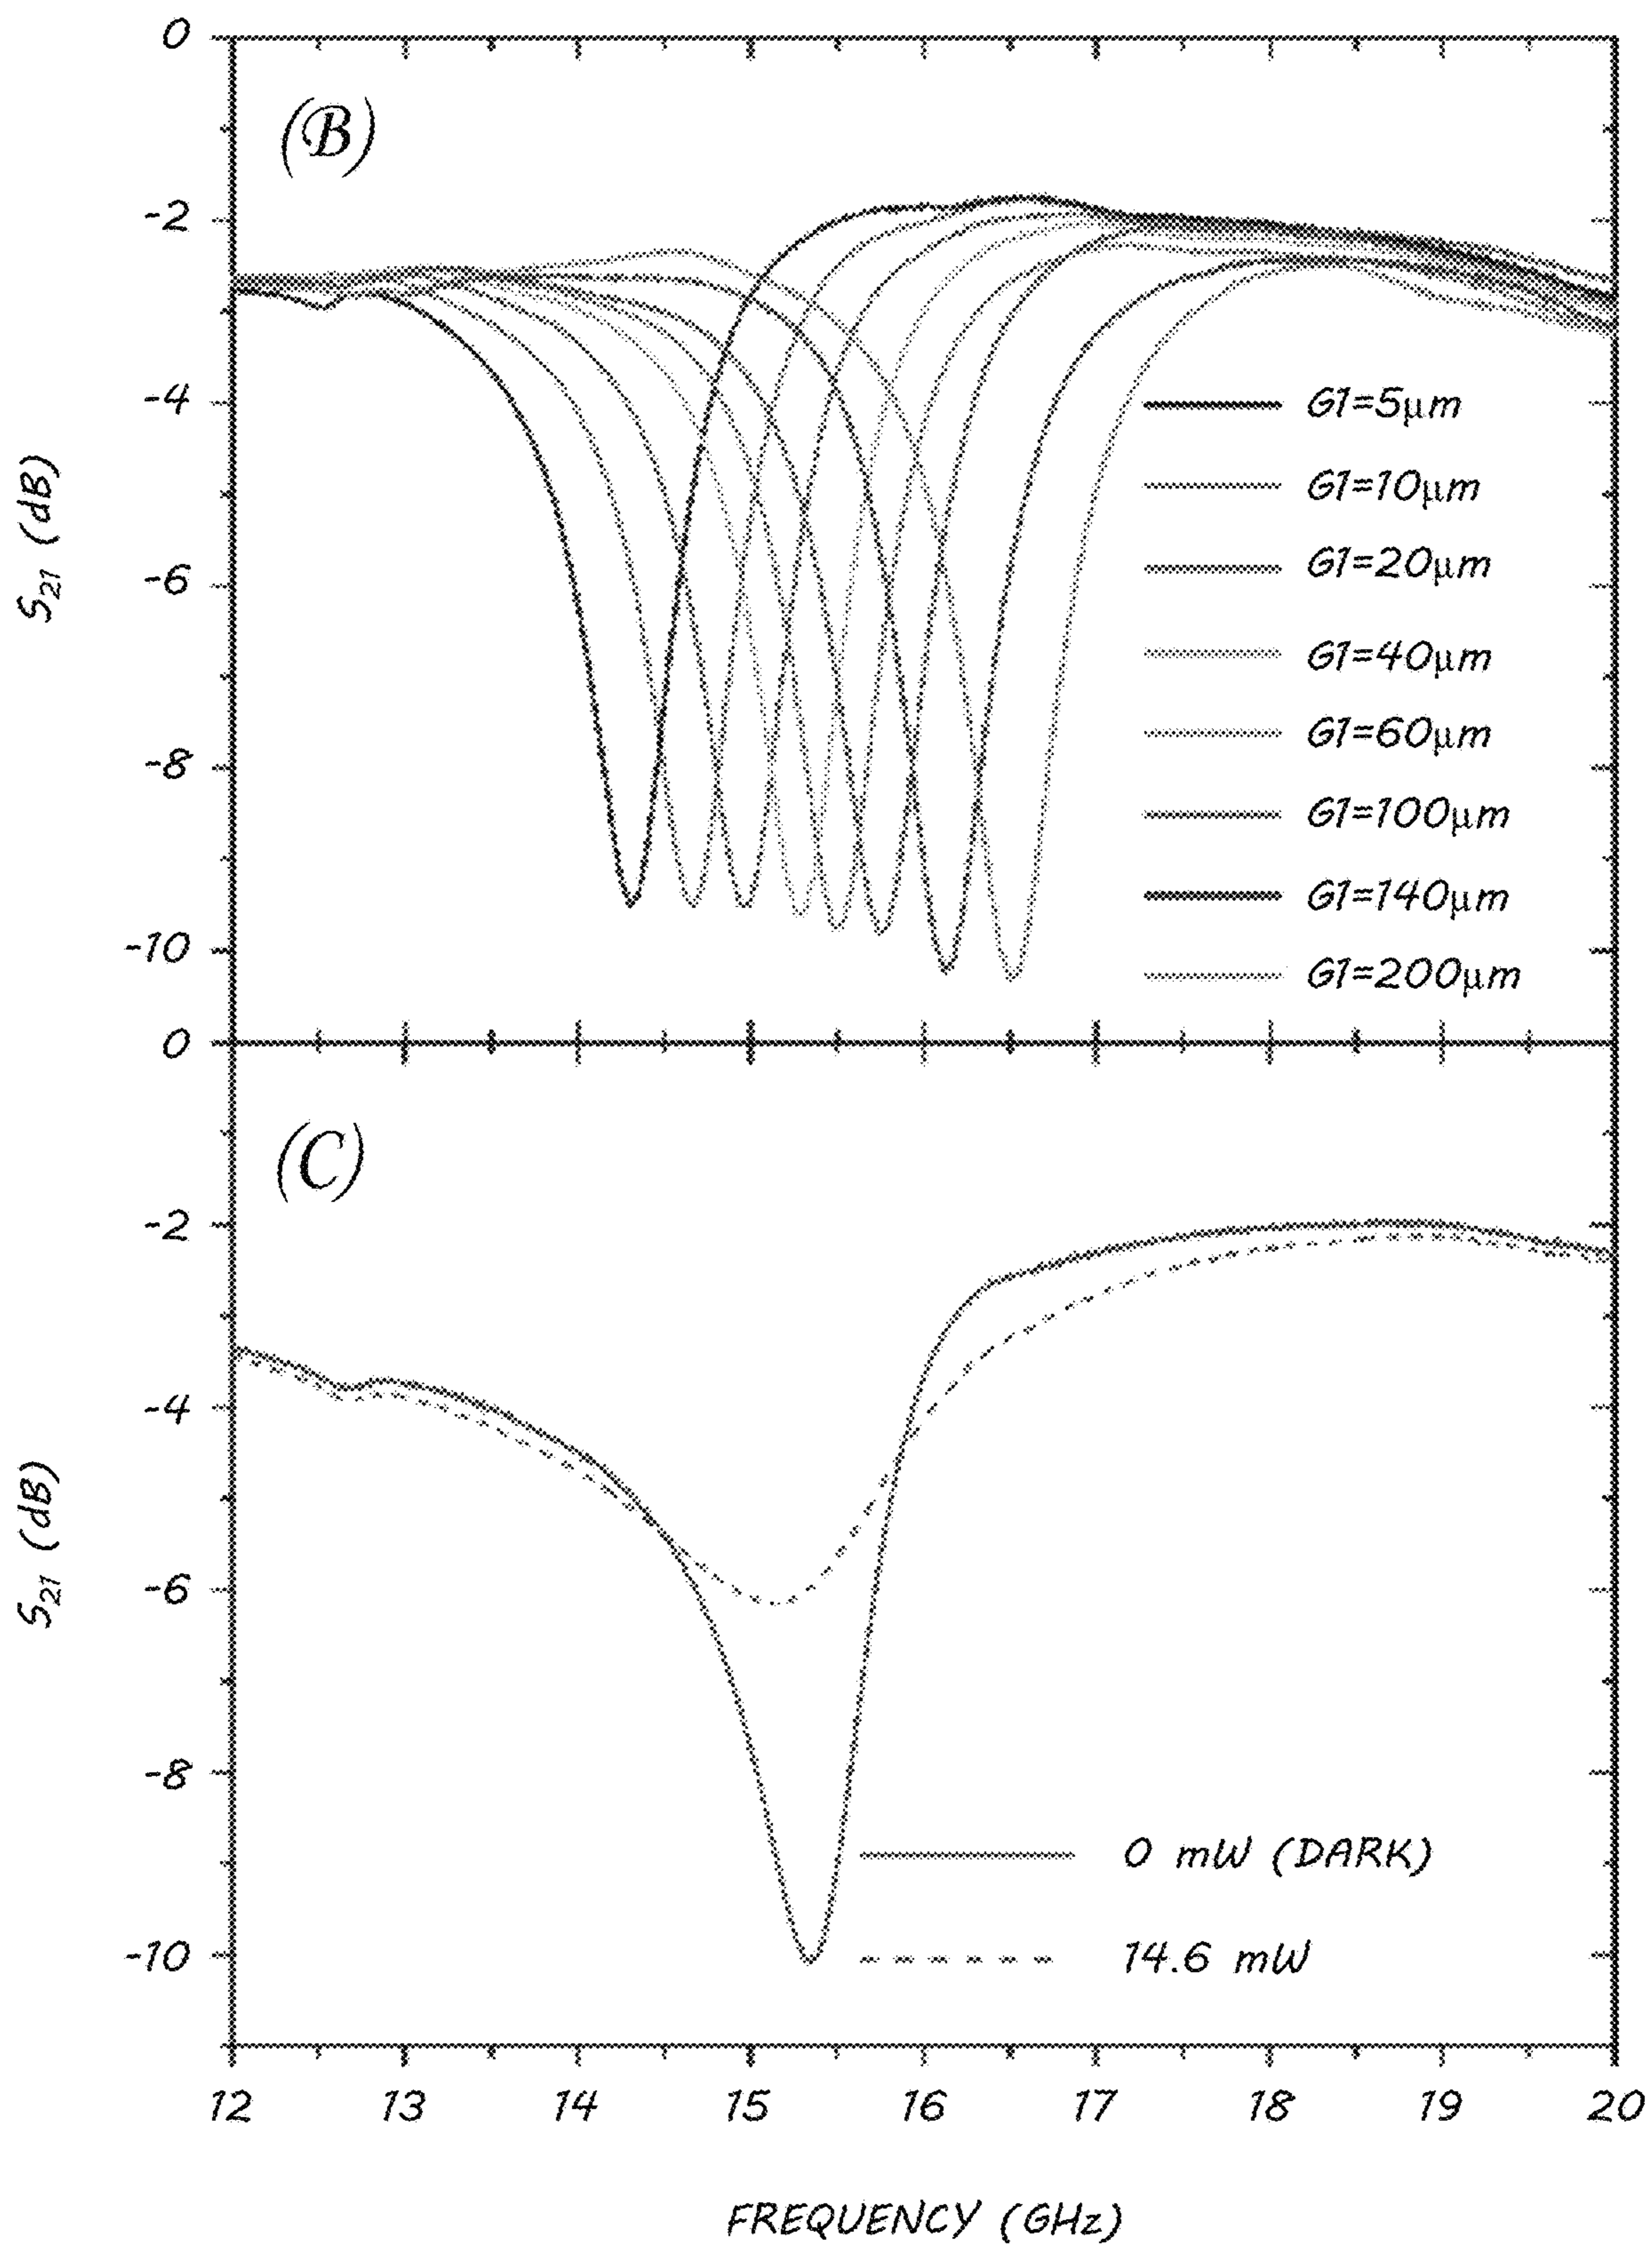 0
(B)
-2
-4
-6
-8
-10
S21 (dB)
G1=5μm
G1=10μm
G1=20μm
G1=40μm
G1=60μm
G1=100μm
G1=140μm
G1=200μm
0
(C)
-2
-4
-6
-8
-10
S21 (dB)
0 mW (DARK)
14.6 mW
12 13 14 15 16 17 18 19 20
FREQUENCY (GHz)